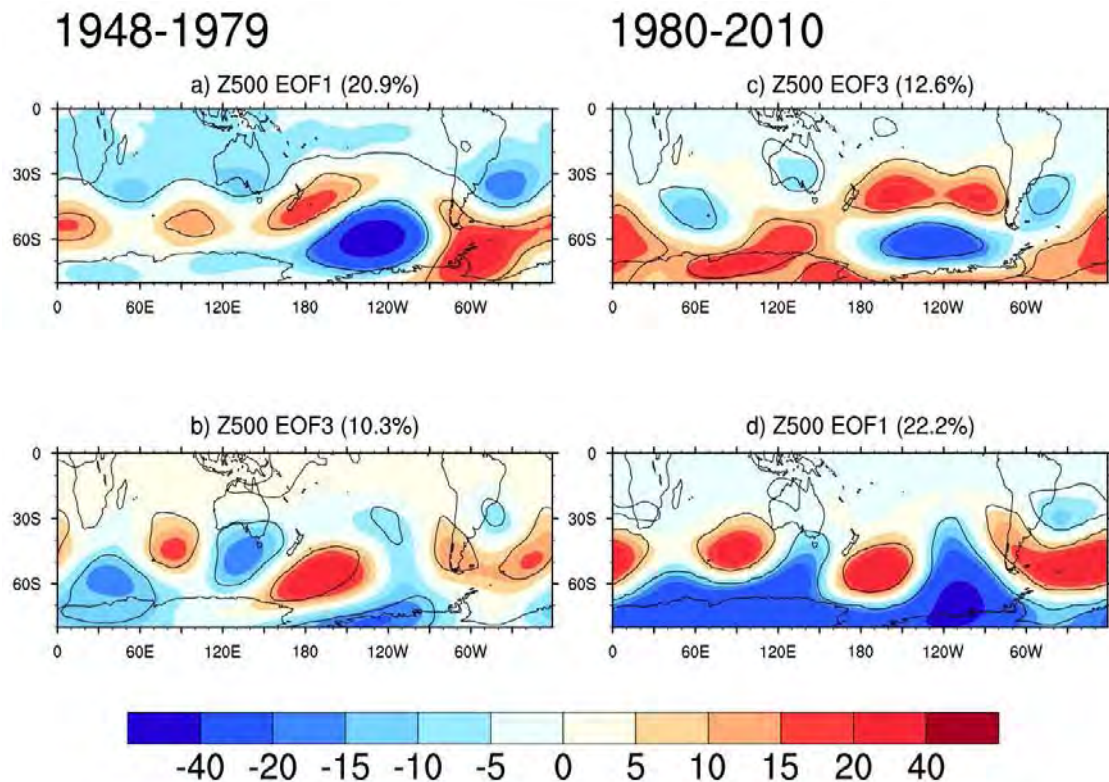 1948-1979 1980-2010
a) Z500 EOF1 (20.9%) c) Z500 EOF3 (12.6%)
0 0
30S 30S
60S 60S
0 60E 120E 180 120W 60W 0 60E 120E 180 120W 60W
b) Z500 EOF3 (10.3%) d) Z500 EOF1 (22.2%)
0 0
30S 30S
60S 60S
0 60E 120E 180 120W 60W 0 60E 120E 180 120W 60W
-40 -20 -15 -10 -5 0 5 10 15 20 40